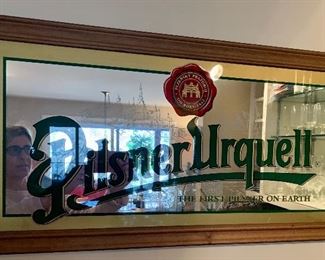 Pilsner Urquell
THE FIRST PILSNER ON EARTH